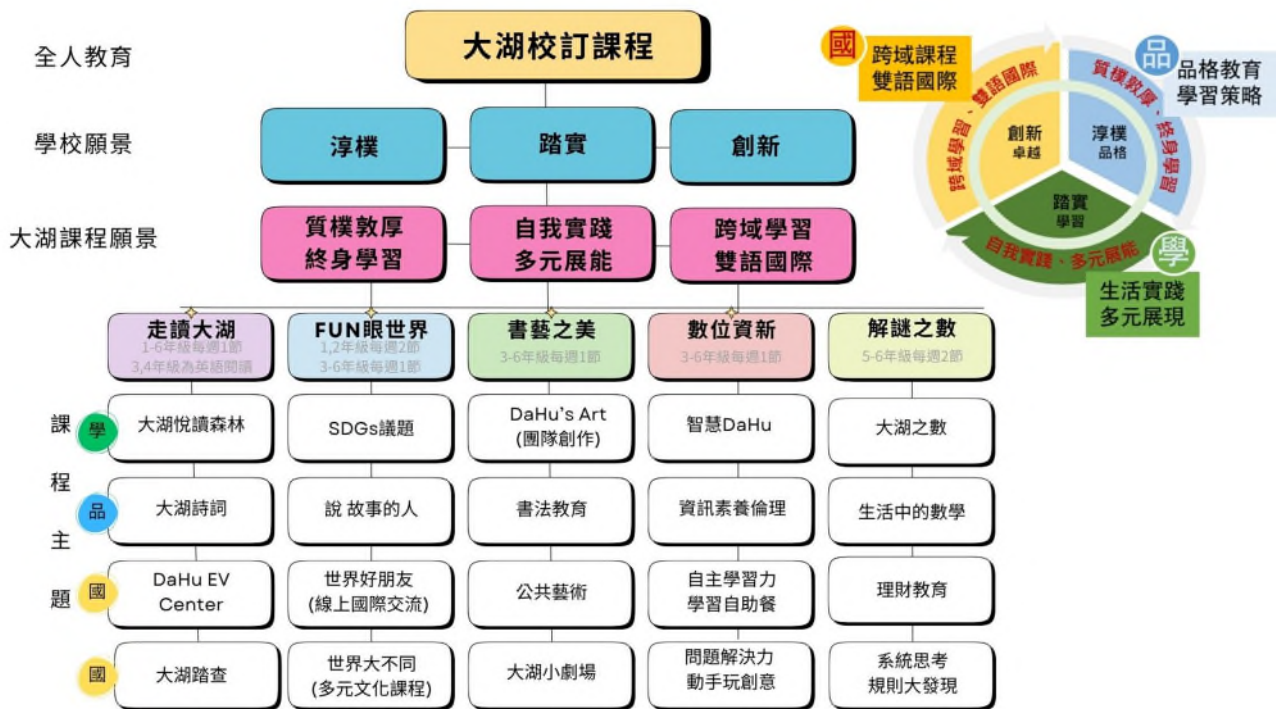 全人教育
大湖校訂課程
學校願景
淳樸
踏實
創新
大湖課程願景
質樸敦厚
終身學習
自我實踐
多元展能
跨域學習
雙語國際
國
跨域課程
雙語國際
品
品格教育
學習策略
學
生活實踐
多元展現
跨域學習、雙語國際
質樸敦厚、終身學習
自我實踐、多元展能
創新
卓越
淳樸
品格
踏實
學習
走讀大湖
1-6年級每週1節
3,4年級為英語閱讀
FUN眼世界
1,2年級每週2節
3-6年級每週1節
書藝之美
3-6年級每週1節
數位資新
3-6年級每週1節
解謎之數
5-6年級每週2節
課程主題
學
大湖悅讀森林
SDGs議題
DaHu's Art
(團隊創作)
智慧DaHu
大湖之數
品
大湖詩詞
說 故事的人
書法教育
資訊素養倫理
生活中的數學
國
DaHu EV
Center
世界好朋友
(線上國際交流)
公共藝術
自主學習力
學習自助餐
理財教育
國
大湖踏查
世界大不同
(多元文化課程)
大湖小劇場
問題解決力
動手玩創意
系統思考
規則大發現